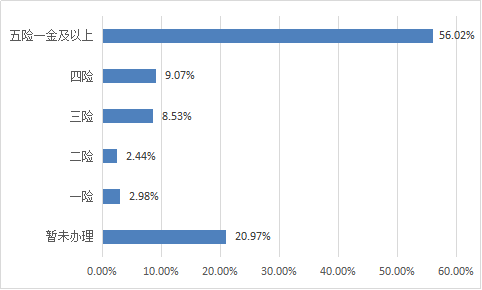 五险一金及以上 56.02%
四险 9.07%
三险 8.53%
二险 2.44%
一险 2.98%
暂未办理 20.97%
0.00% 10.00% 20.00% 30.00% 40.00% 50.00% 60.00%